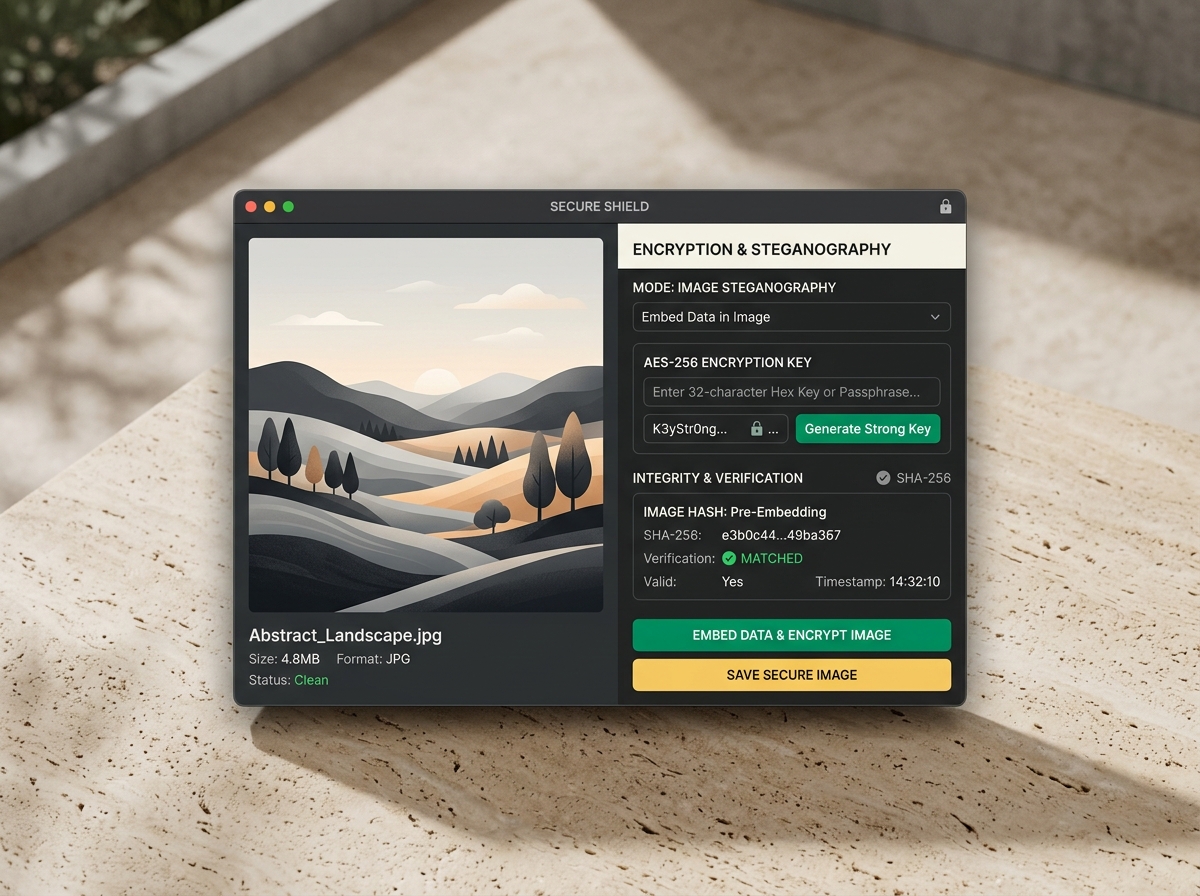 SECURE SHIELD
Abstract_Landscape.jpg
Size: 4.8MB Format: JPG
Status: Clean
ENCRYPTION & STEGANOGRAPHY
MODE: IMAGE STEGANOGRAPHY
Embed Data in Image
AES-256 ENCRYPTION KEY
Enter 32-character Hex Key or Passphrase...
K3yStr0ng... ... Generate Strong Key
INTEGRITY & VERIFICATION SHA-256
IMAGE HASH: Pre-Embedding
SHA-256: e3b0c44...49ba367
Verification: MATCHED
Valid: Yes Timestamp: 14:32:10
EMBED DATA & ENCRYPT IMAGE
SAVE SECURE IMAGE